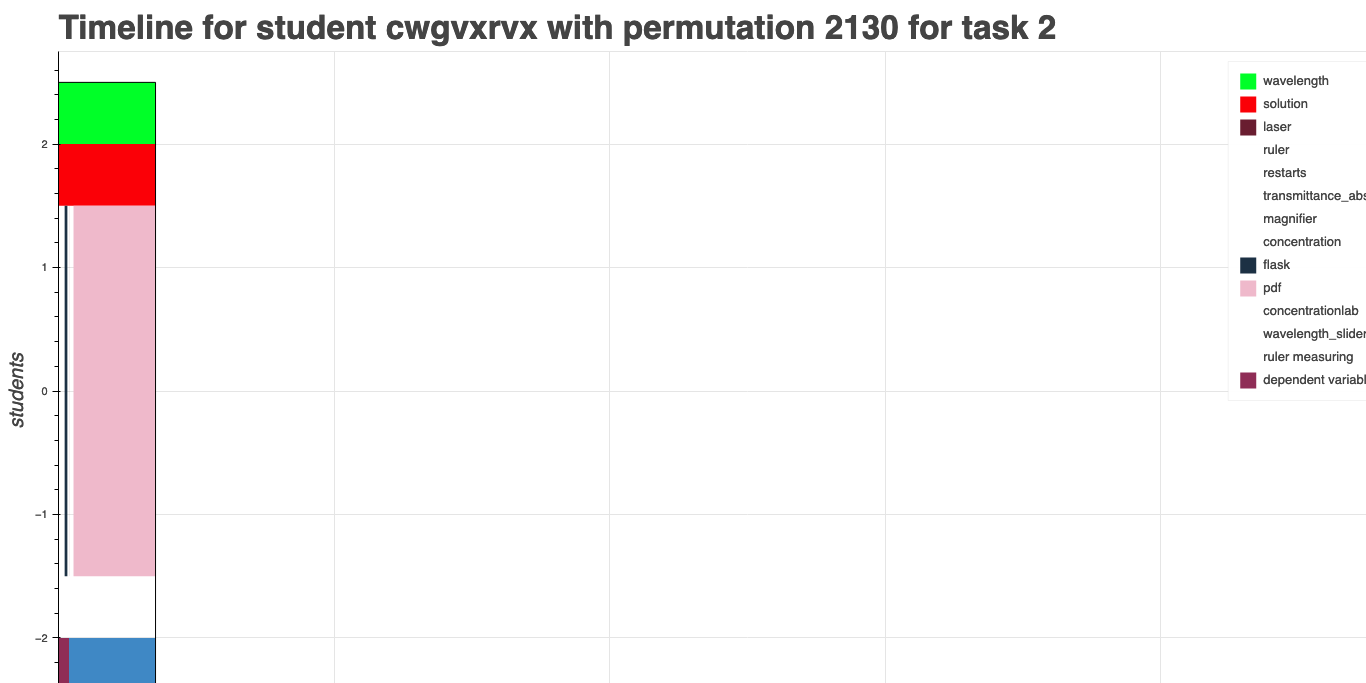 Timeline for student cwgvxrvx with permutation 2130 for task 2
wavelength
solution
laser
ruler
restarts
transmittance_abs
magnifier
concentration
flask
pdf
concentrationlab
wavelength_slider
ruler measuring
dependent variabl
students
2
1
0
−1
−2